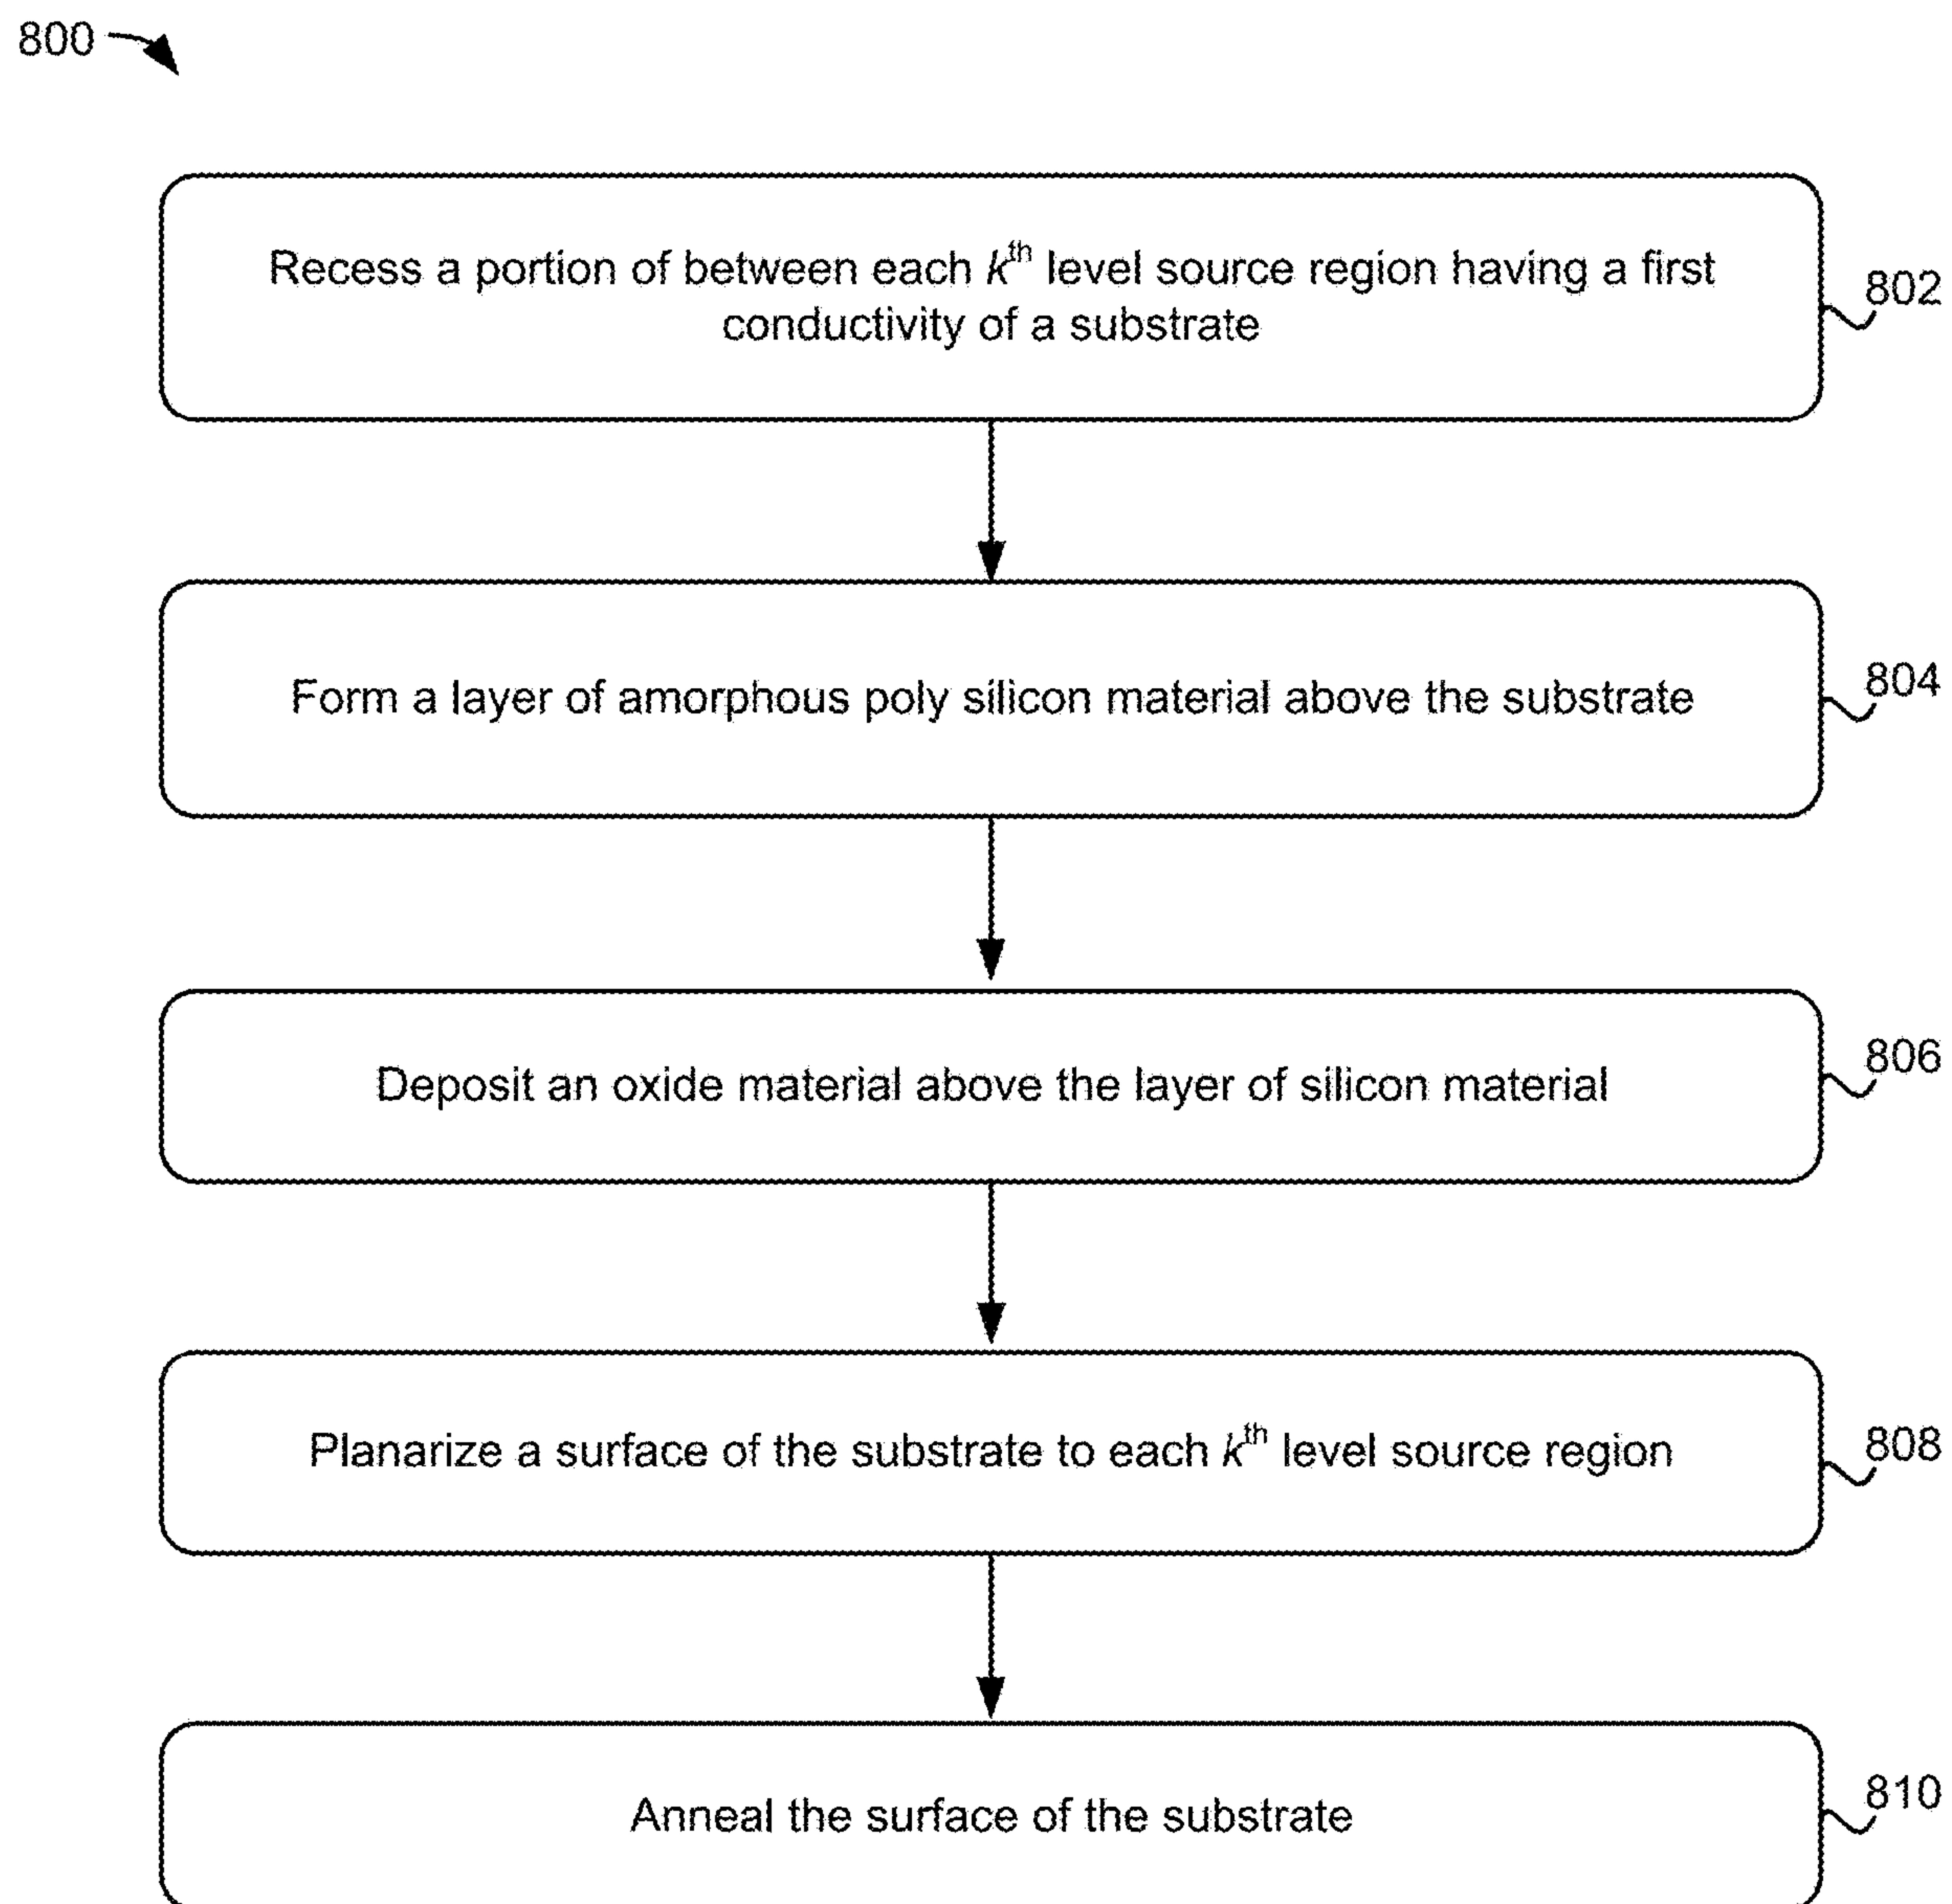 800
Recess a portion of between each kth level source region having a first
conductivity of a substrate
802
Form a layer of amorphous poly silicon material above the substrate
804
Deposit an oxide material above the layer of silicon material
806
Planarize a surface of the substrate to each kth level source region
808
Anneal the surface of the substrate
810